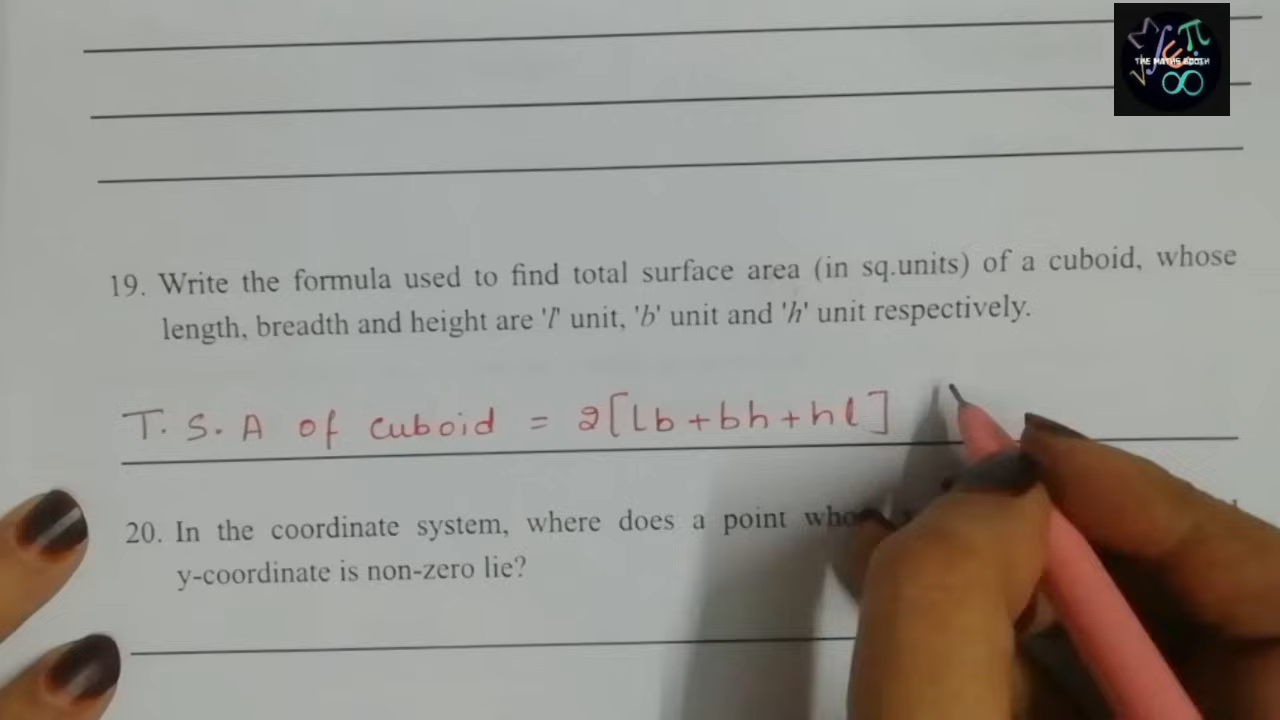 THE MATHS BOOTH
19. Write the formula used to find total surface area (in sq.units) of a cuboid, whose
length, breadth and height are 'l' unit, 'b' unit and 'h' unit respectively.
T.S.A of cuboid = 2[lb+bh+hl]
20. In the coordinate system, where does a point
y-coordinate is non-zero lie?